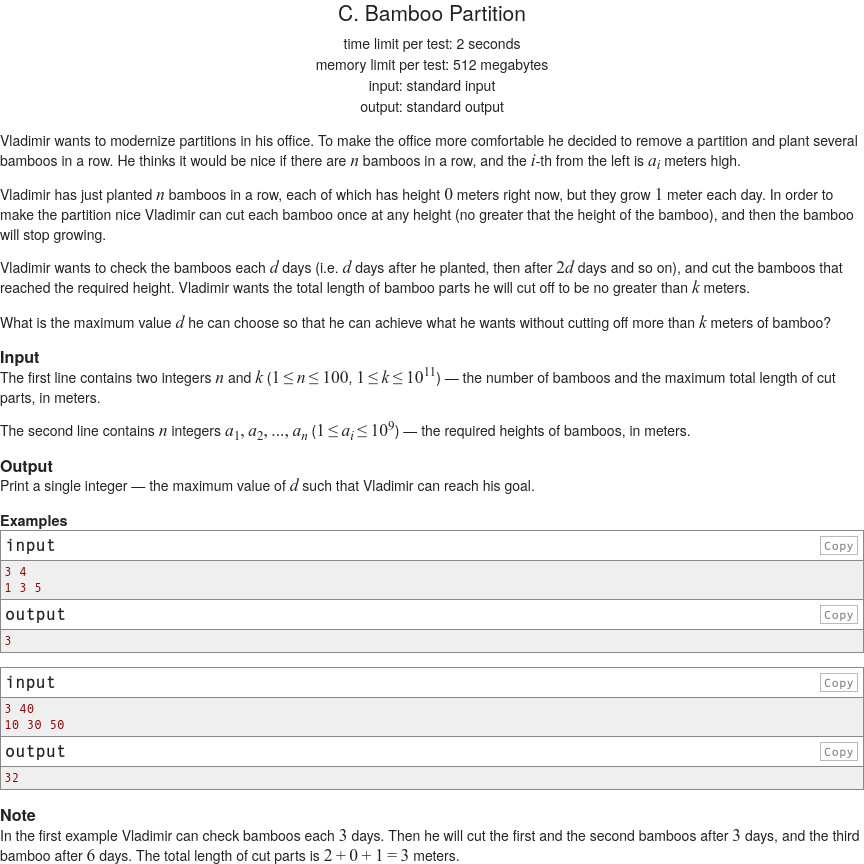 C. Bamboo Partition
time limit per test: 2 seconds
memory limit per test: 512 megabytes
input: standard input
output: standard output
Vladimir wants to modernize partitions in his office. To make the office more comfortable he decided to remove a partition and plant several
bamboos in a row. He thinks it would be nice if there are n bamboos in a row, and the i-th from the left is a_i meters high.
Vladimir has just planted n bamboos in a row, each of which has height 0 meters right now, but they grow 1 meter each day. In order to
make the partition nice Vladimir can cut each bamboo once at any height (no greater that the height of the bamboo), and then the bamboo
will stop growing.
Vladimir wants to check the bamboos each d days (i.e. d days after he planted, then after 2d days and so on), and cut the bamboos that
reached the required height. Vladimir wants the total length of bamboo parts he will cut off to be no greater than k meters.
What is the maximum value d he can choose so that he can achieve what he wants without cutting off more than k meters of bamboo?
Input
The first line contains two integers n and k (1 ≤ n ≤ 100, 1 ≤ k ≤ 10^11) — the number of bamboos and the maximum total length of cut
parts, in meters.
The second line contains n integers a_1, a_2, ..., a_n (1 ≤ a_i ≤ 10^9) — the required heights of bamboos, in meters.
Output
Print a single integer — the maximum value of d such that Vladimir can reach his goal.
Examples
input Copy
3 4
1 3 5
output Copy
3
input Copy
3 40
10 30 50
output Copy
32
Note
In the first example Vladimir can check bamboos each 3 days. Then he will cut the first and the second bamboos after 3 days, and the third
bamboo after 6 days. The total length of cut parts is 2 + 0 + 1 = 3 meters.